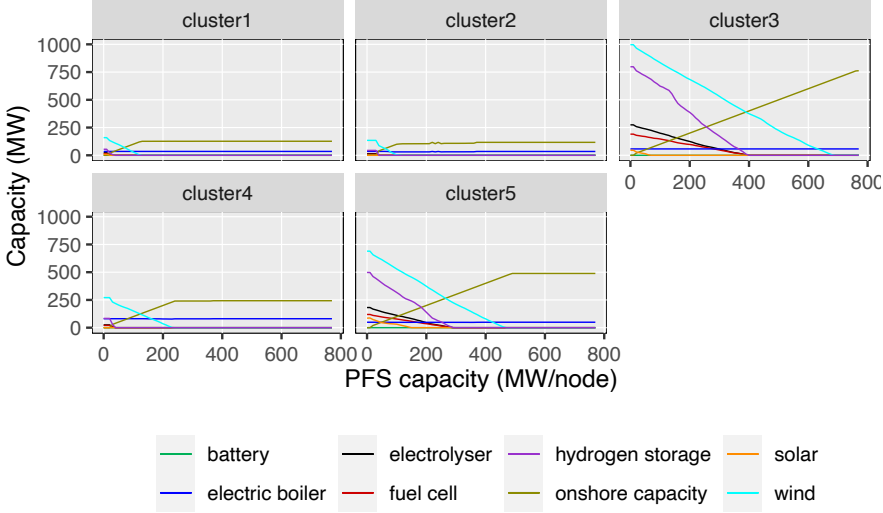 cluster1 cluster2 cluster3
1000
750
500
250
0
0 200 400 600 800
cluster4 cluster5
1000
750
500
250
0
0 200 400 600 800 0 200 400 600 800
Capacity (MW)
PFS capacity (MW/node)
battery electrolyser hydrogen storage solar
electric boiler fuel cell onshore capacity wind